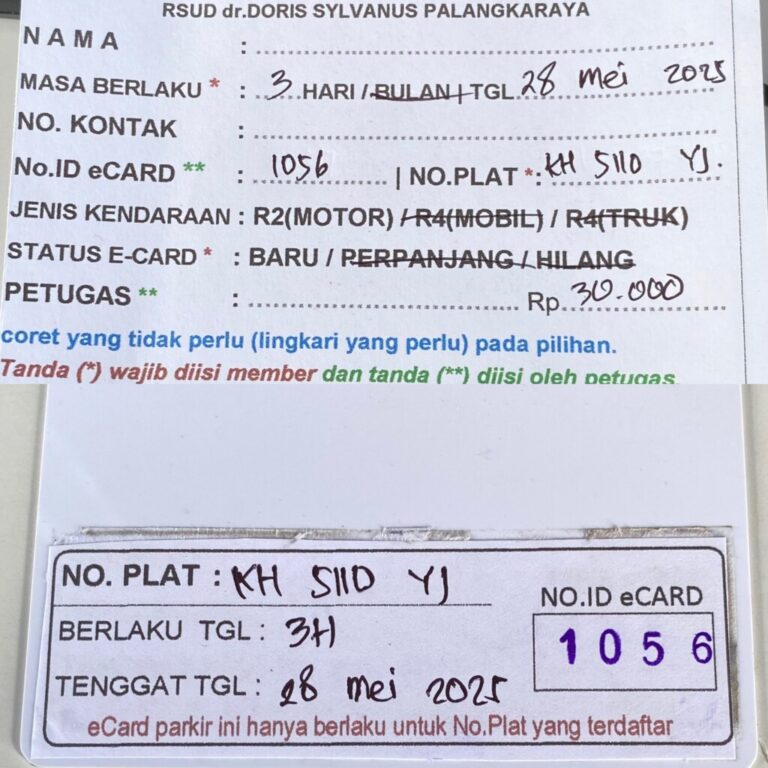 RSUD dr.DORIS SYLVANUS PALANGKARAYA
NAMA :
MASA BERLAKU * : 3 HARI / BULAN / TGL 28 mei 2025
NO. KONTAK :
No.ID eCARD ** : 1056 | NO.PLAT *: KH 5110 YJ.
JENIS KENDARAAN : R2(MOTOR) / R4(MOBIL) / R4(TRUK)
STATUS E-CARD * : BARU / PERPANJANG / HILANG
PETUGAS ** : Rp. 30.000
coret yang tidak perlu (lingkari yang perlu) pada pilihan.
Tanda (*) wajib diisi member dan tanda (**) diisi oleh petugas.
NO. PLAT : KH 5110 YJ
NO.ID eCARD
1056
BERLAKU TGL : 3H
TENGGAT TGL : 28 mei 2025
eCard parkir ini hanya berlaku untuk No.Plat yang terdaftar